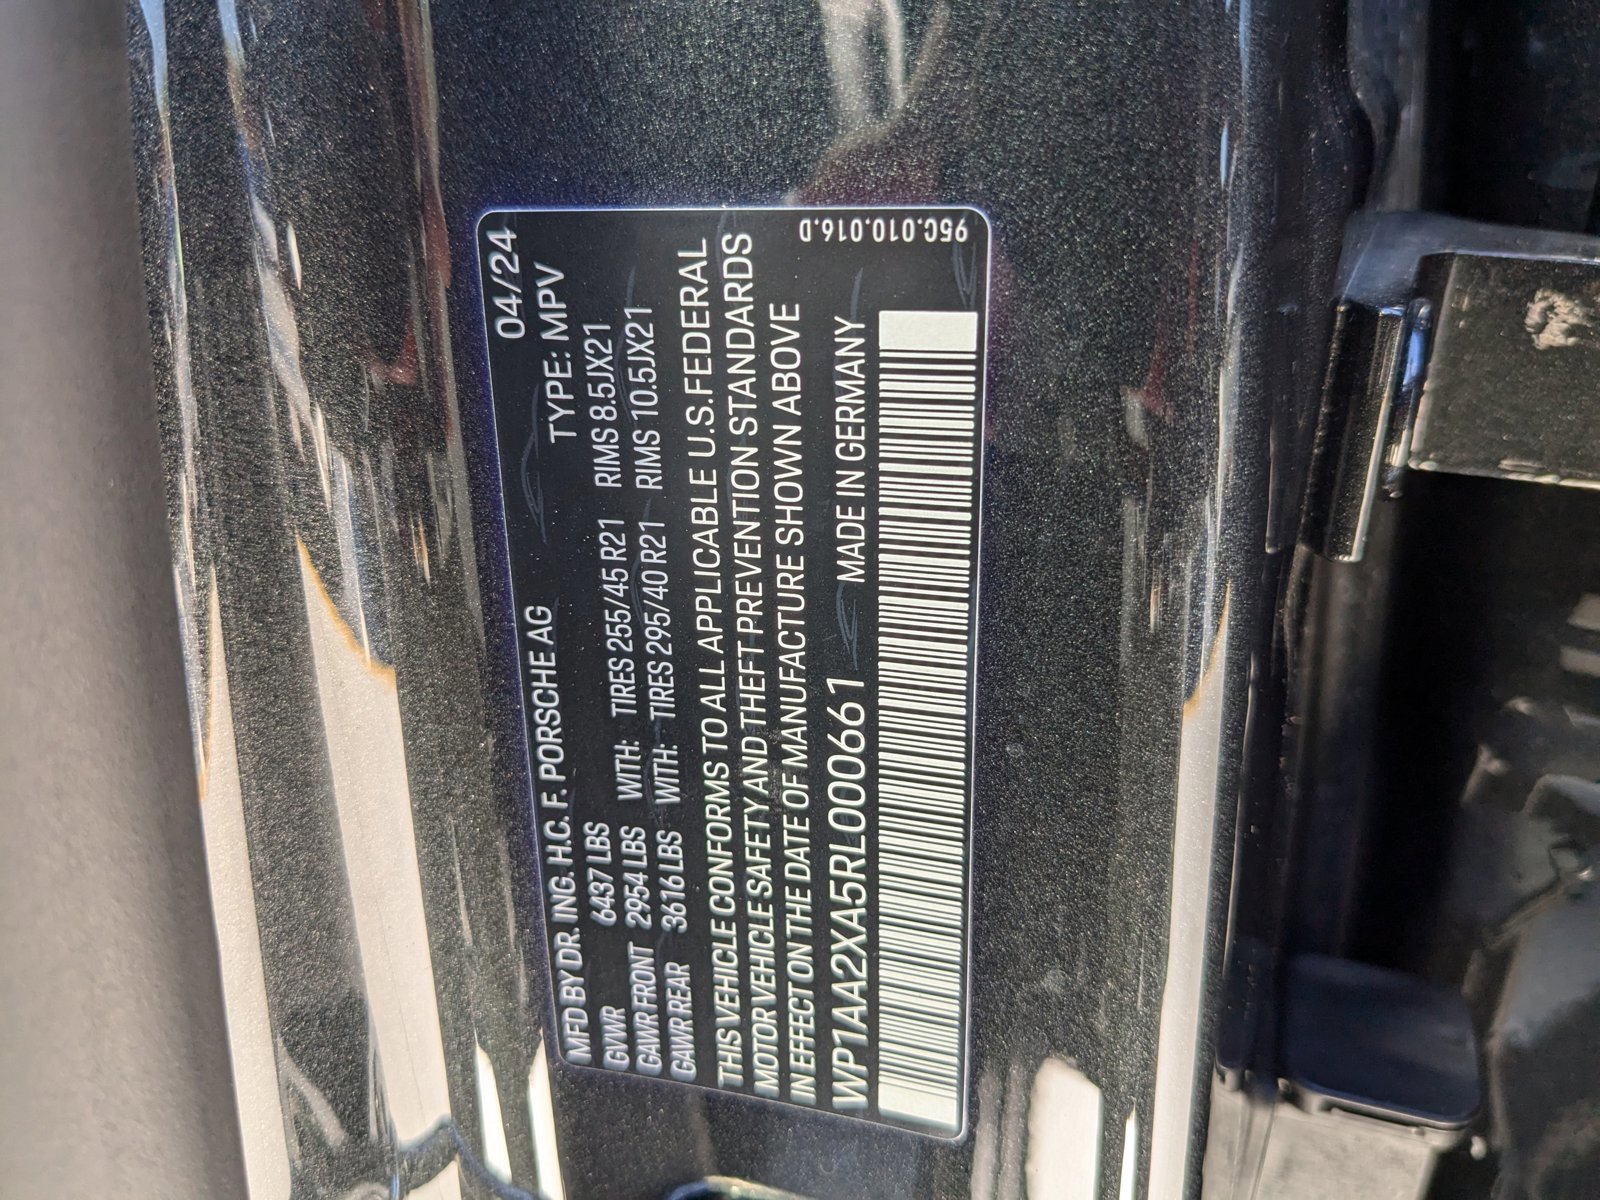 MFD BY DR. ING. H.C. F. PORSCHE AG 04/24
GVWR 6437 LBS TYPE: MPV
GAWR FRONT 2954 LBS WITH: TIRES 255/45 R21 RIMS 8.5JX21
GAWR REAR 3616 LBS WITH: TIRES 295/40 R21 RIMS 10.5JX21
THIS VEHICLE CONFORMS TO ALL APPLICABLE U.S.FEDERAL
MOTOR VEHICLE SAFETY AND THEFT PREVENTION STANDARDS
IN EFFECT ON THE DATE OF MANUFACTURE SHOWN ABOVE
WP1AA2XA5RL000661 MADE IN GERMANY
95C.010.016.D